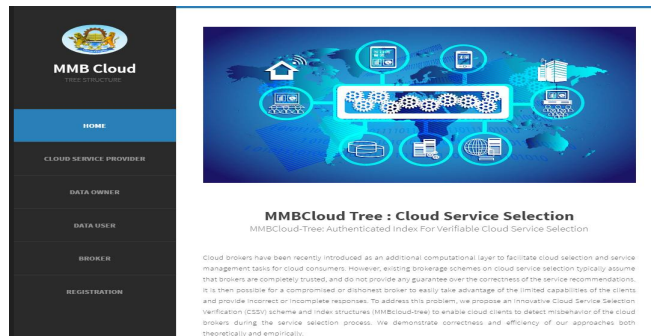 MMB Cloud
TREE STRUCTURE
HOME
CLOUD SERVICE PROVIDER
DATA OWNER
DATA USER
BROKER
REGISTRATION
MMBCloud Tree : Cloud Service Selection
MMBCloud-Tree: Authenticated Index For Verifiable Cloud Service Selection
Cloud brokers have been recently introduced as an additional computational layer to facilitate cloud selection and service
management tasks for cloud consumers. However, existing brokerage schemes on cloud service selection typically assume
that brokers are completely trusted, and do not provide any guarantee over the correctness of the service recommendations.
It is then possible for a compromised or dishonest broker to easily take advantage of the limited capabilities of the clients
and provide incorrect or incomplete responses. To address this problem, we propose an innovative Cloud Service Selection
Verification (CSSV) scheme and index structures (MMBcloud-tree) to enable cloud clients to detect misbehavior of the cloud
brokers during the service selection process. We demonstrate correctness and efficiency of our approaches both
theoretically and empirically.